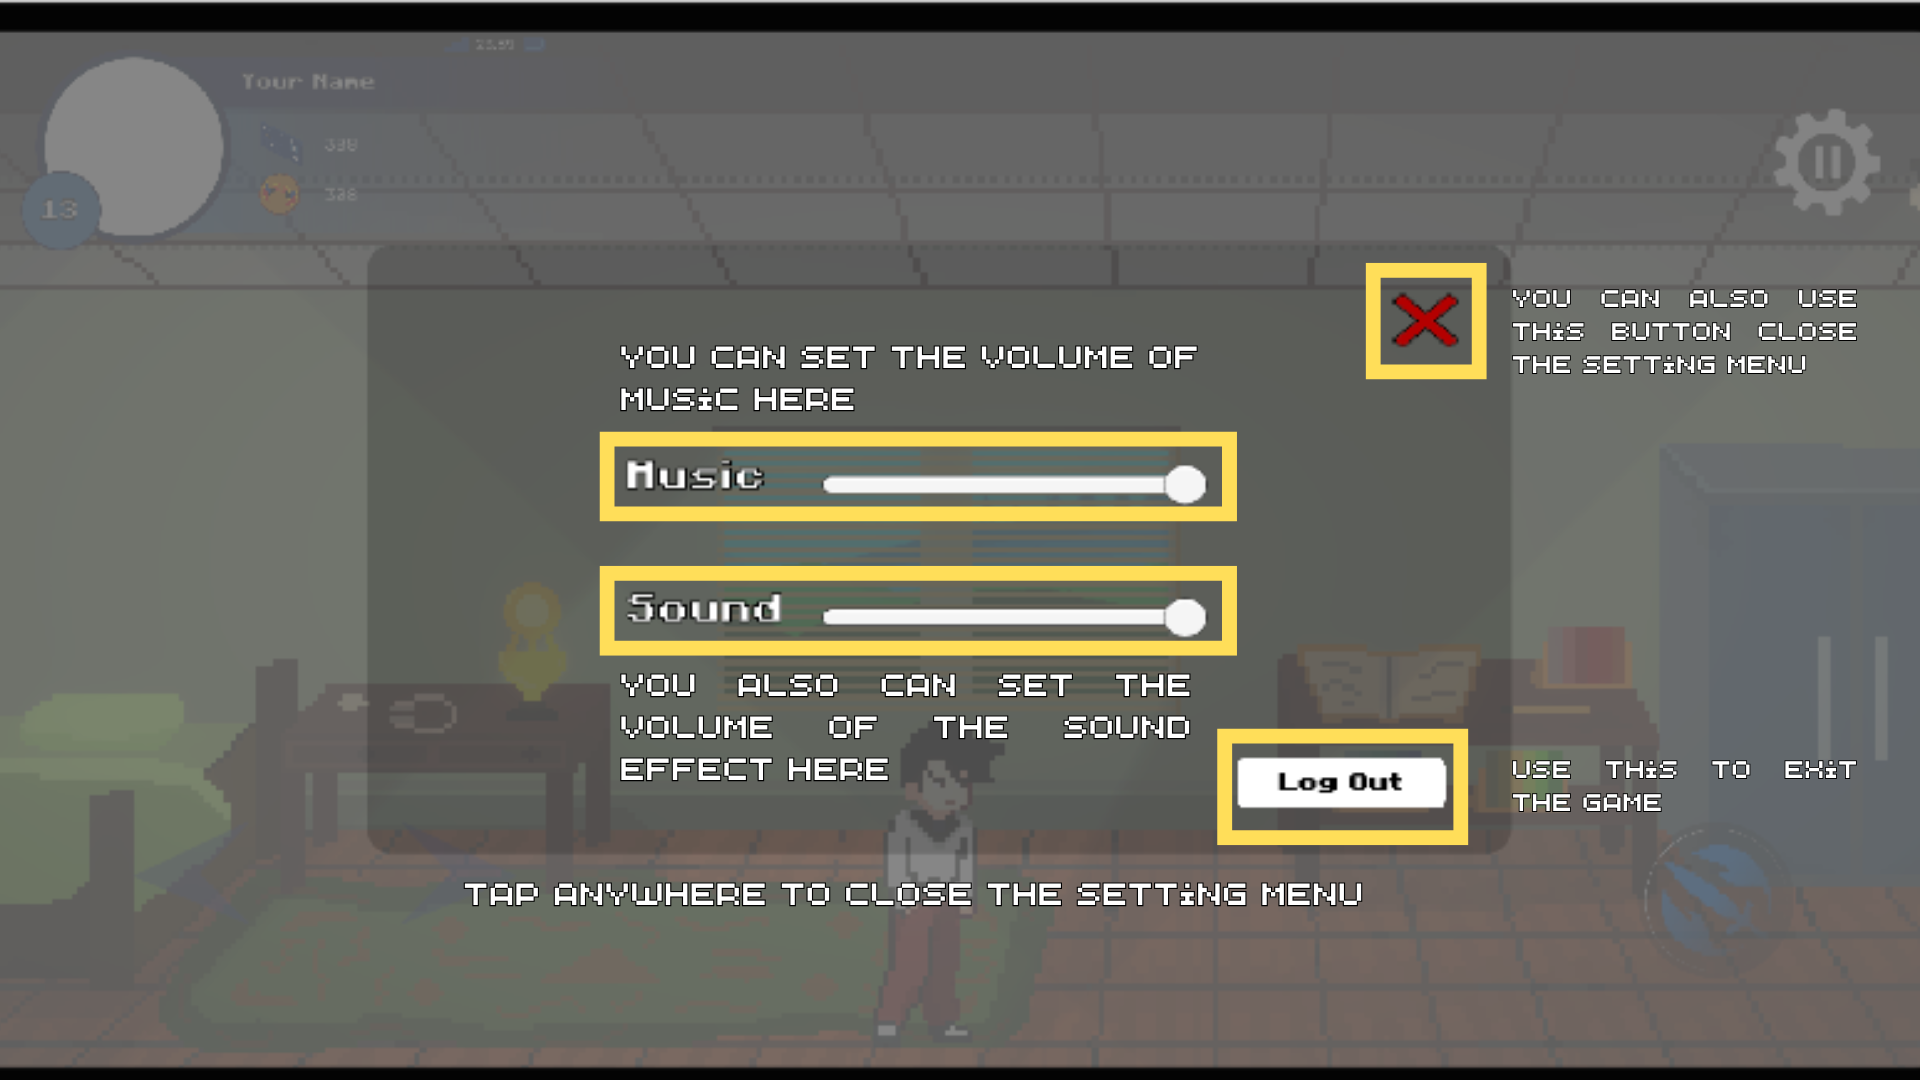 Your Name
338
338
13
YOU CAN ALSO USE
THiS BUTTON CLOSE
THE SETTiNG MENU
YOU CAN SET THE VOLUME OF
MUSiC HERE
Music
Sound
YOU ALSO CAN SET THE
VOLUME OF THE SOUND
EFFECT HERE
Log Out
USE THiS TO EXiT
THE GAME
TAP ANYWHERE TO CLOSE THE SETTiNG MENU